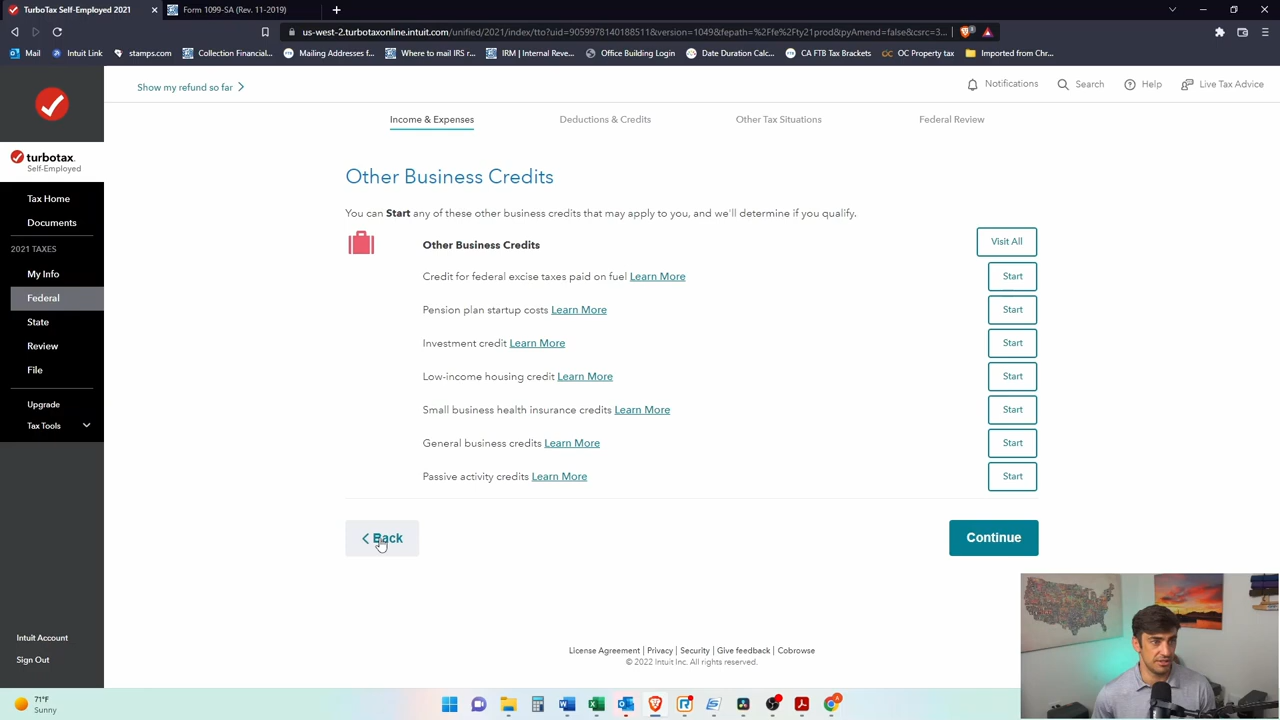 TurboTax Self-Employed 2021
Form 1099-SA (Rev. 11-2019)
us-west-2.turbotaxonline.intuit.com/unified/2021/index/tto?uid=9059978140188511&version=1049&fepath=%2Ffe%2Fty21prod&pyAmend=false&csrc=3...
Mail
Intuit Link
stamps.com
Collection Financial...
Mailing Addresses f...
Where to mail IRS r...
IRM | Internal Reven...
Office Building Login
Date Duration Calc...
CA FTB Tax Brackets
OC Property tax
Imported from Chr...
Show my refund so far
Notifications
Search
Help
Live Tax Advice
Income & Expenses
Deductions & Credits
Other Tax Situations
Federal Review
turbotax
Self-Employed
Tax Home
Documents
2021 TAXES
My Info
Federal
State
Review
File
Upgrade
Tax Tools
Intuit Account
Sign Out
Other Business Credits
You can Start any of these other business credits that may apply to you, and we'll determine if you qualify.
Other Business Credits
Visit All
Credit for federal excise taxes paid on fuel Learn More
Start
Pension plan startup costs Learn More
Start
Investment credit Learn More
Start
Low-income housing credit Learn More
Start
Small business health insurance credits Learn More
Start
General business credits Learn More
Start
Passive activity credits Learn More
Start
Back
Continue
License Agreement | Privacy | Security | Give feedback | Cobrowse
© 2022 Intuit Inc. All rights reserved.
71°F
Sunny